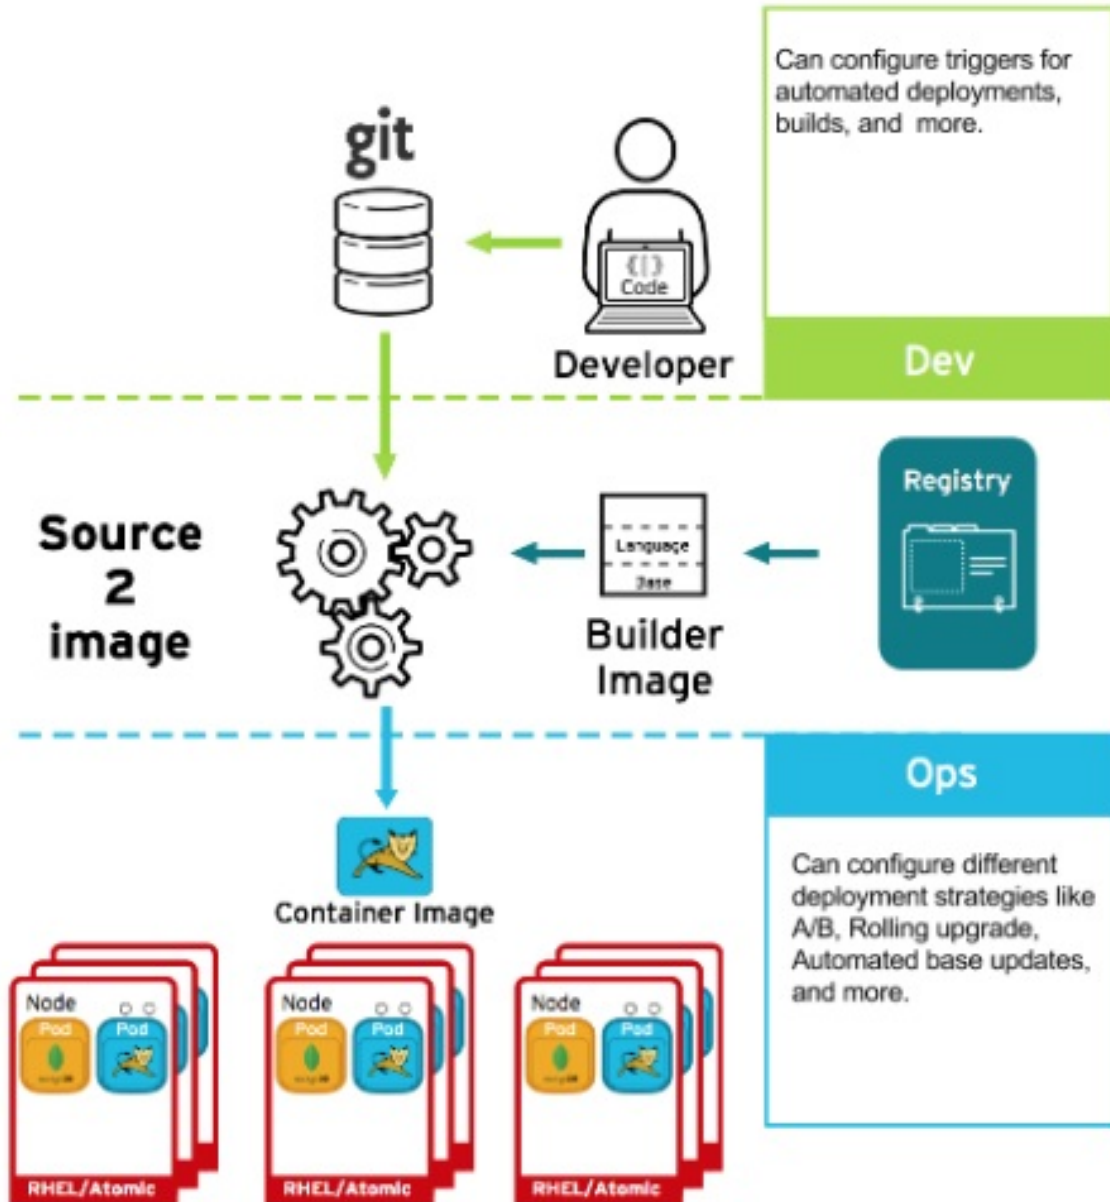 Can configure triggers for
automated deployments,
builds, and more.
git
{|}
Code
Developer
Dev
Registry
Source
2
image
Language
Base
Builder
Image
Ops
Can configure different
deployment strategies like
A/B, Rolling upgrade,
Automated base updates,
and more.
Container Image
Node
Pod
Pod
RHEL/Atomic
Node
Pod
Pod
RHEL/Atomic
Node
Pod
Pod
RHEL/Atomic